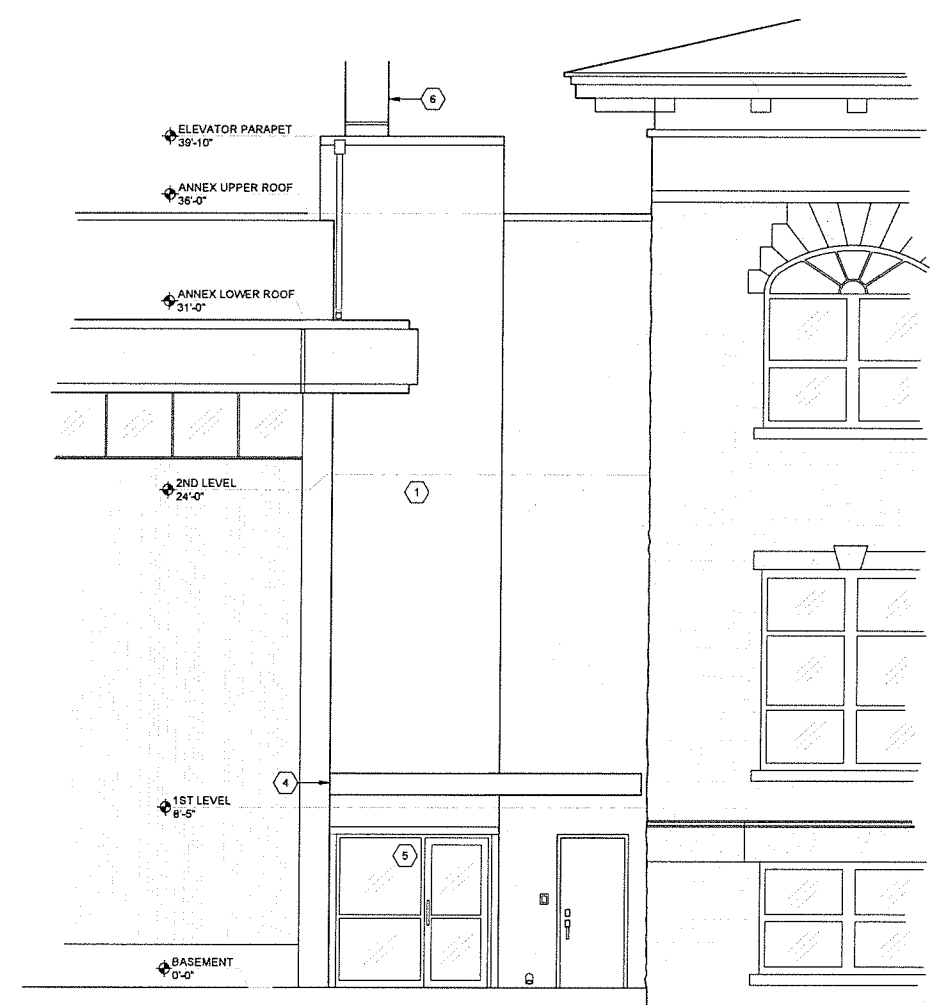 6
ELEVATOR PARAPET
39'-10"
ANNEX UPPER ROOF
36'-0"
ANNEX LOWER ROOF
31'-0"
2ND LEVEL
24'-0"
1
4
1ST LEVEL
8'-5"
5
BASEMENT
0'-0"